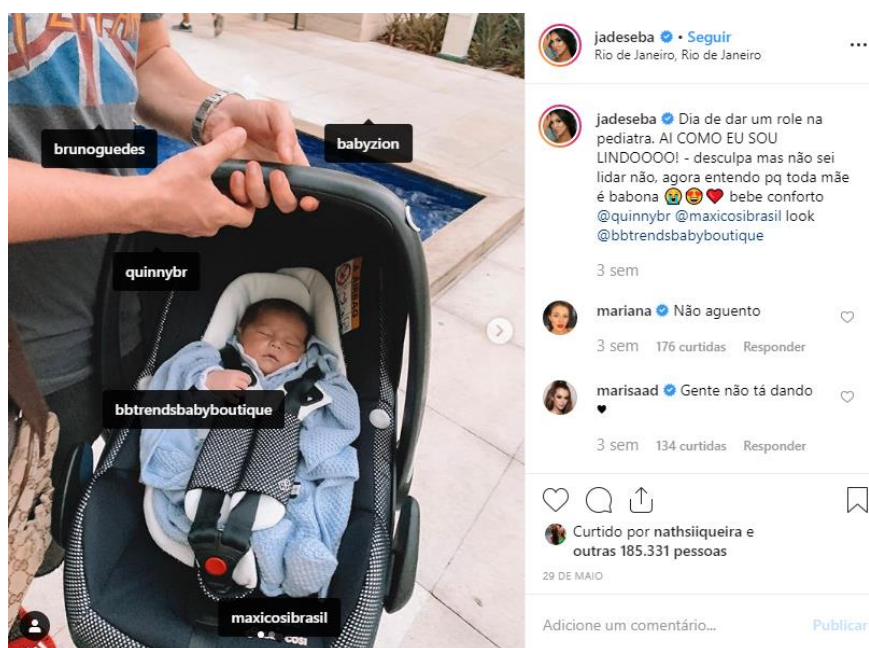 brunoguedes
babyzion
quinnybr
AIRBAG
bbtrendsbabyboutique
maxicosibrasil
COSI
jadeseba • Seguir
Rio de Janeiro, Rio de Janeiro
jadeseba Dia de dar um role na
pediatra. AI COMO EU SOU
LINDOOOO! - desculpa mas não sei
lidar não, agora entendo pq toda mãe
é babona 😭😍❤️ bebe conforto
@quinnybr @maxicosibrasil look
@bbtrendsbabyboutique
3 sem
mariana Não aguento
3 sem 176 curtidas Responder
marisaad Gente não tá dando
♥
3 sem 134 curtidas Responder
Curtido por nathsiiqueira e
outras 185.331 pessoas
29 DE MAIO
Adicione um comentário... Publicar